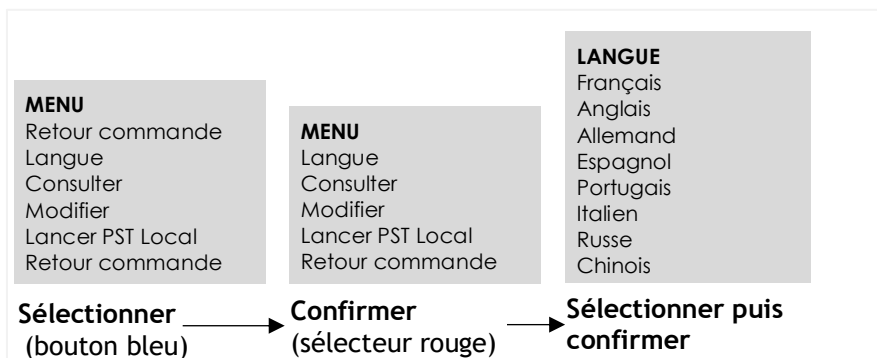 MENU
Retour commande
Langue
Consulter
Modifier
Lancer PST Local
Retour commande
Sélectionner
(bouton bleu)
MENU
Langue
Consulter
Modifier
Lancer PST Local
Retour commande
Confirmer
(sélecteur rouge)
LANGUE
Français
Anglais
Allemand
Espagnol
Portugais
Italien
Russe
Chinois
Sélectionner puis
confirmer